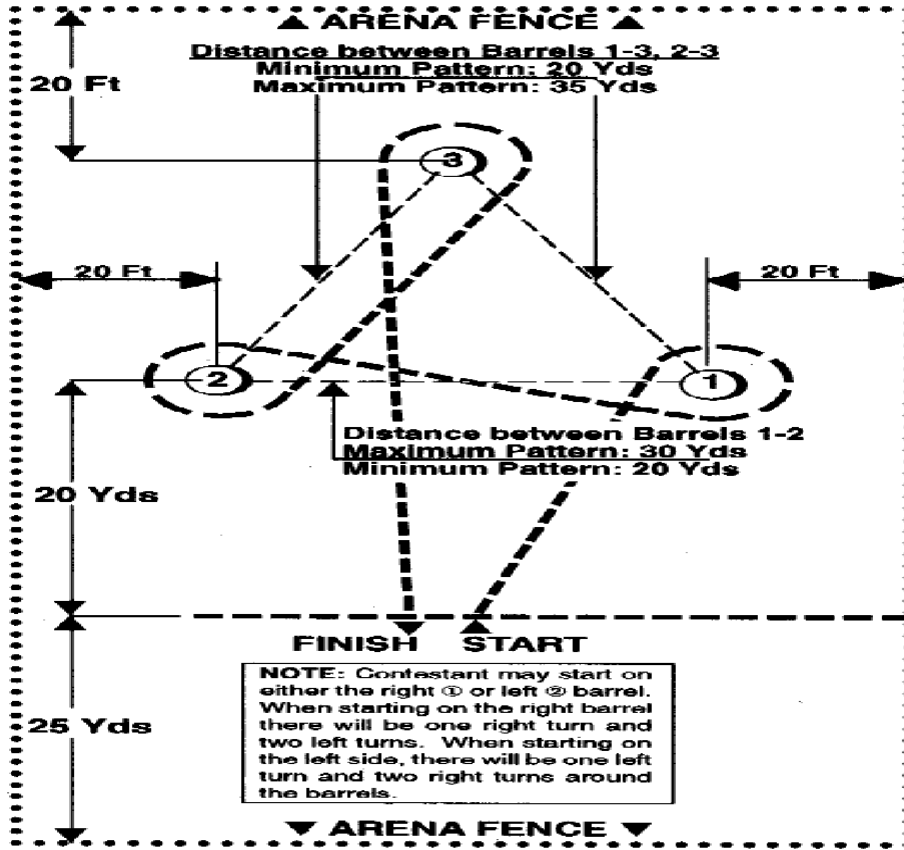 ▲ ARENA FENCE ▲
Distance between Barrels 1-3, 2-3
Minimum Pattern: 20 Yds
Maximum Pattern: 35 Yds
20 Ft
3
20 Ft
20 Ft
2
1
Distance between Barrels 1-2
Maximum Pattern: 30 Yds
Minimum Pattern: 20 Yds
20 Yds
FINISH START
NOTE: Contestant may start on
either the right ① or left ② barrel.
When starting on the right barrel
there will be one right turn and
two left turns. When starting on
the left side, there will be one left
turn and two right turns around
the barrels.
25 Yds
▼ ARENA FENCE ▼